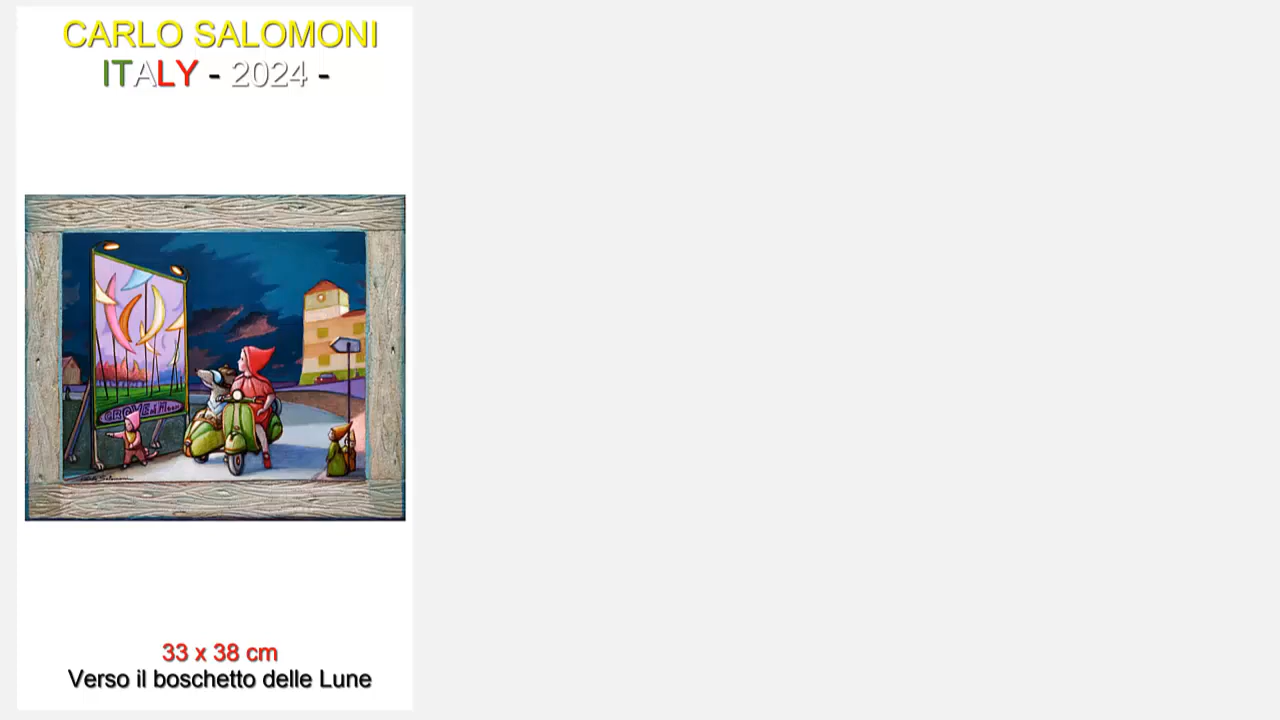 CARLO SALOMONI
ITALY - 2024 -
33 x 38 cm
Verso il boschetto delle Lune